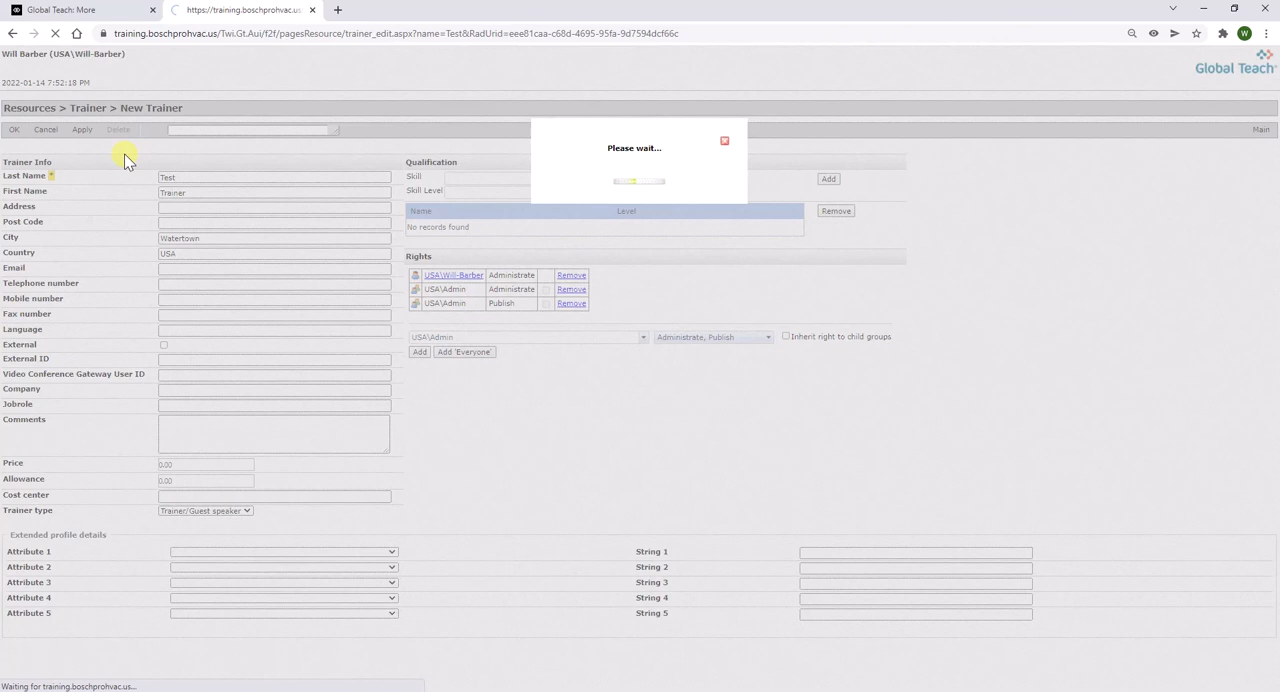 Global Teach: More
https://training.boschprohvac.us/Twi
training.boschprohvac.us/Twi.Gt.Aui/f2f/pagesResource/trainer_edit.aspx?name=Test&RadUrid=eee81caa-c68d-4695-95fa-9d7594dcf66c
W
Will Barber (USA\Will-Barber)
Global Teach
2022-01-14 7:52:18 PM
Resources > Trainer > New Trainer
OK Cancel Apply Delete Main
Please wait...
Trainer Info Qualification
Last Name * Test Skill Add
First Name Trainer Skill Level
Address Name Level Remove
Post Code No records found
City Watertown
Country USA Rights
Email USA\Will-Barber Administrate Remove
Telephone number USA\Admin Administrate Remove
Mobile number USA\Admin Publish Remove
Fax number
Language USA\Admin Administrate, Publish Inherit right to child groups
External Add Add 'Everyone'
External ID
Video Conference Gateway User ID
Company
Jobrole
Comments
Price 0.00
Allowance 0.00
Cost center
Trainer type Trainer/Guest speaker
Extended profile details
Attribute 1 String 1
Attribute 2 String 2
Attribute 3 String 3
Attribute 4 String 4
Attribute 5 String 5
Waiting for training.boschprohvac.us...